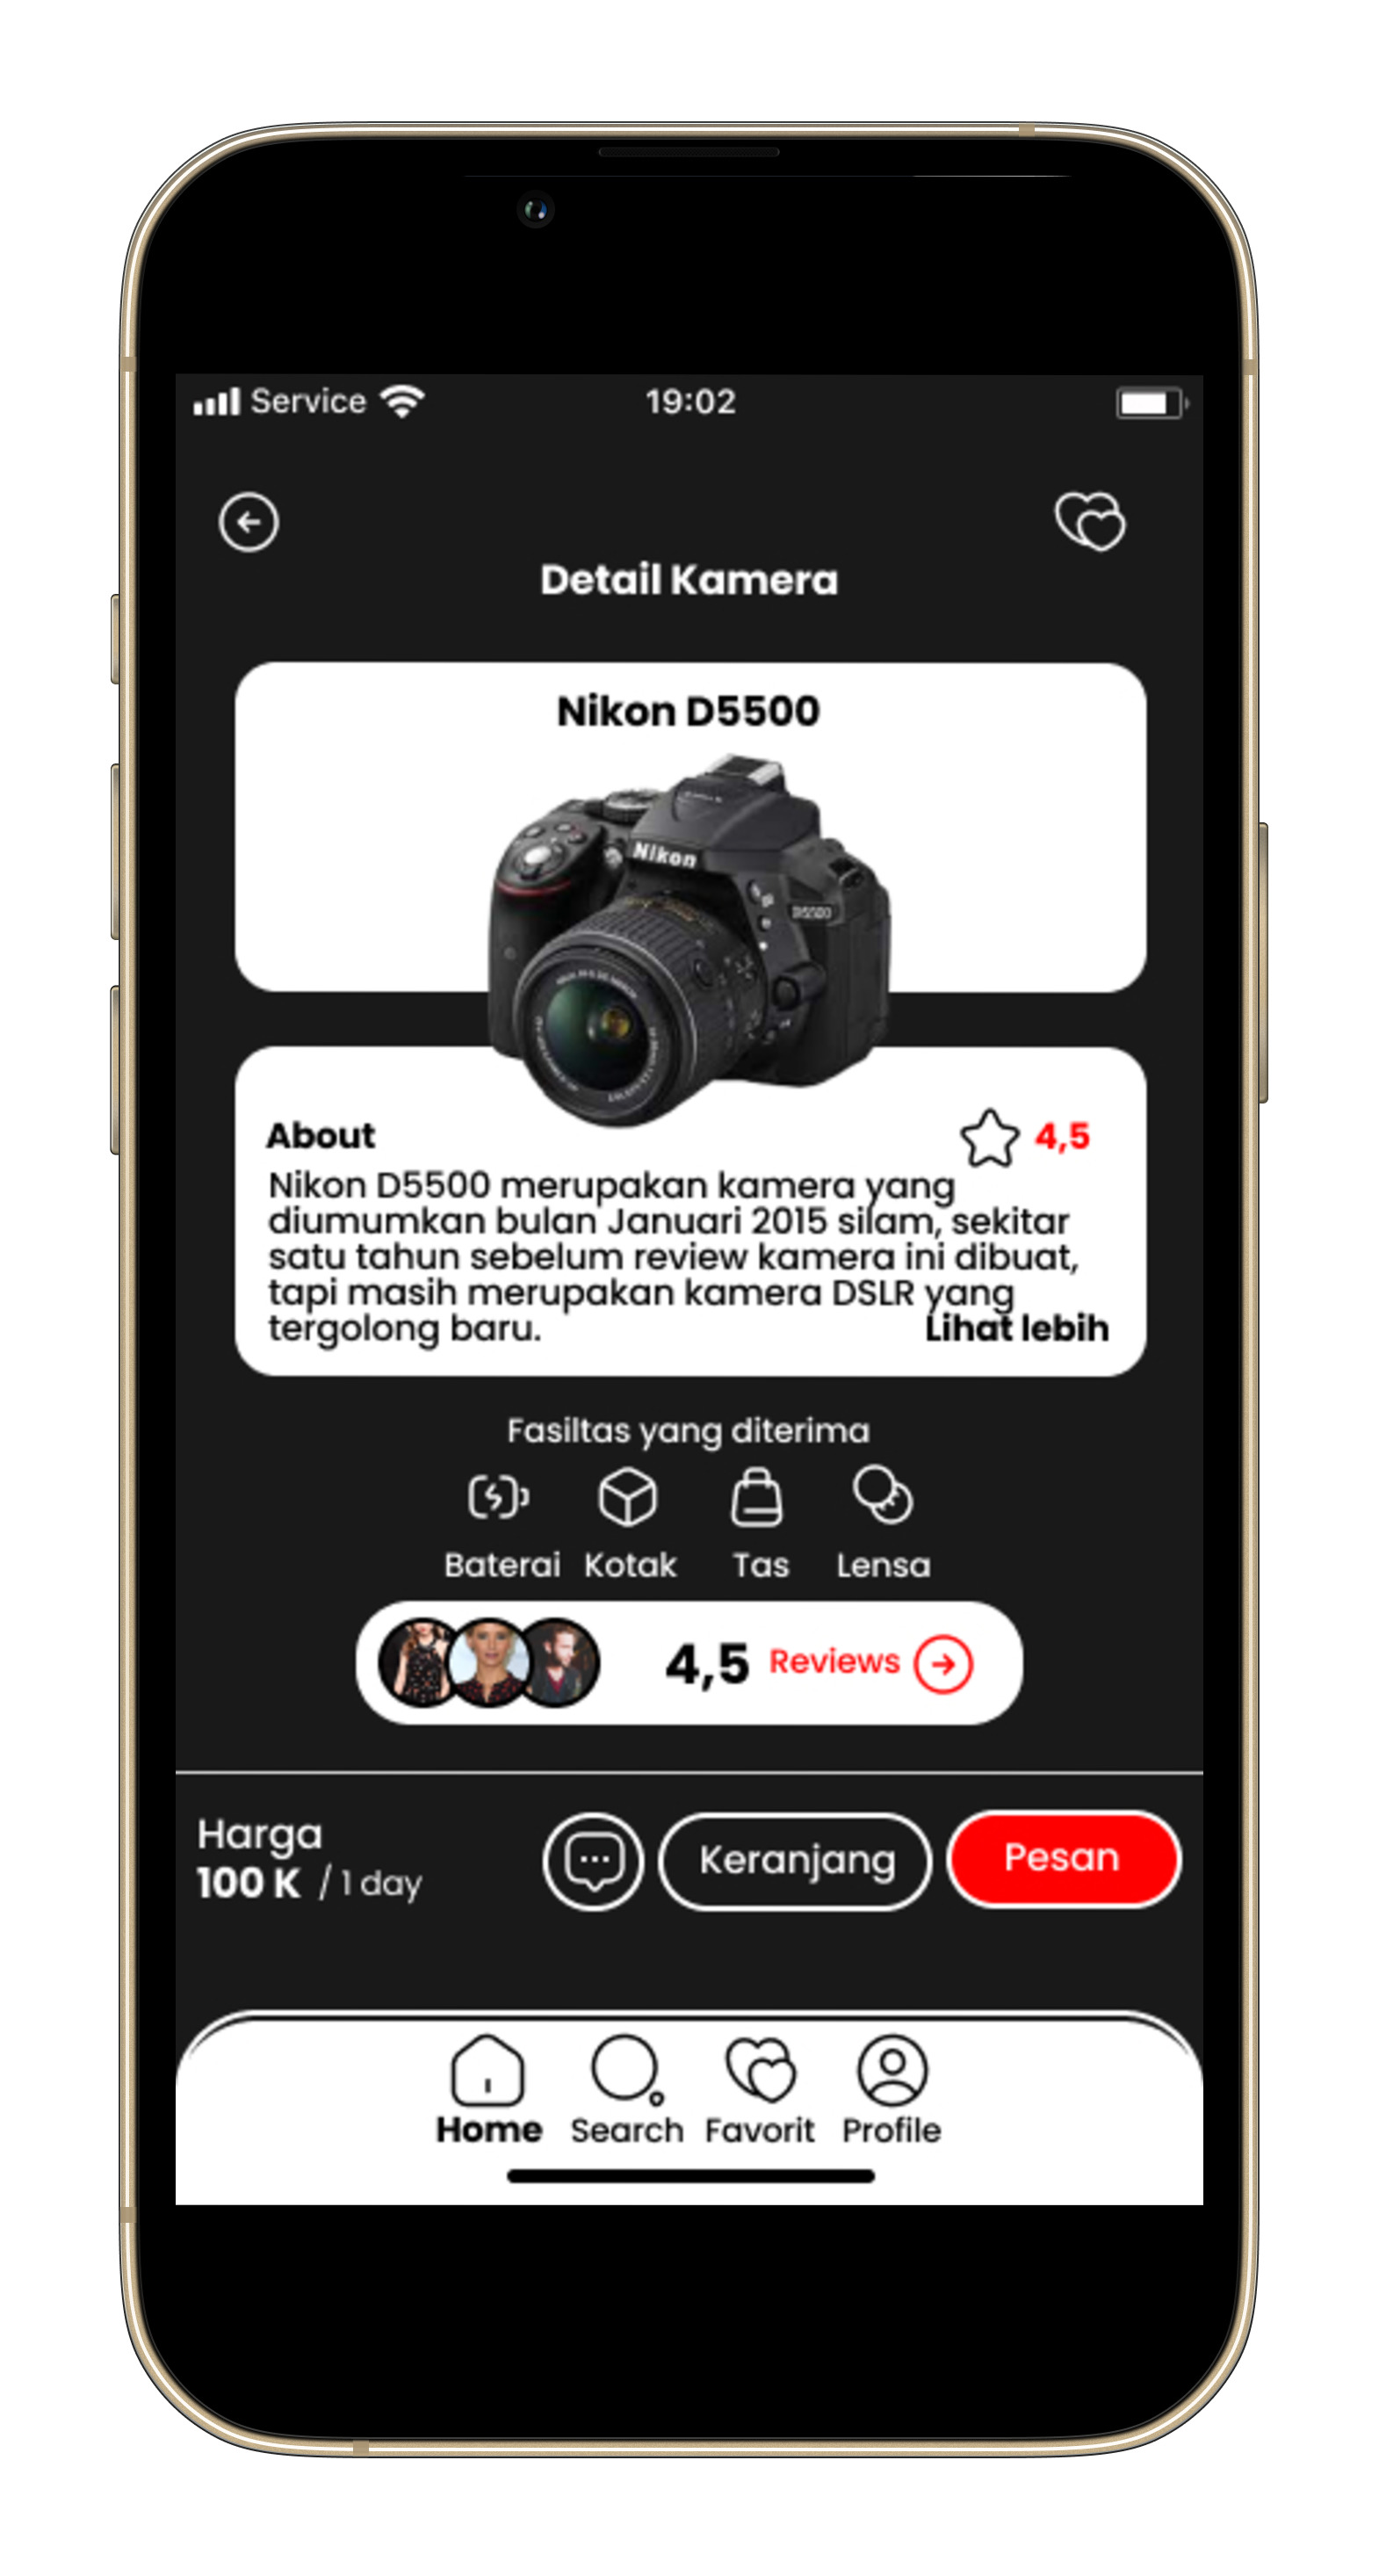 Service 19:02
Detail Kamera
Nikon D5500
Nikon
D5500
About 4,5
Nikon D5500 merupakan kamera yang
diumumkan bulan Januari 2015 silam, sekitar
satu tahun sebelum review kamera ini dibuat,
tapi masih merupakan kamera DSLR yang
tergolong baru. Lihat lebih
Fasiltas yang diterima
Baterai Kotak Tas Lensa
4,5 Reviews
Harga
100 K / 1 day
Keranjang Pesan
Home Search Favorit Profile